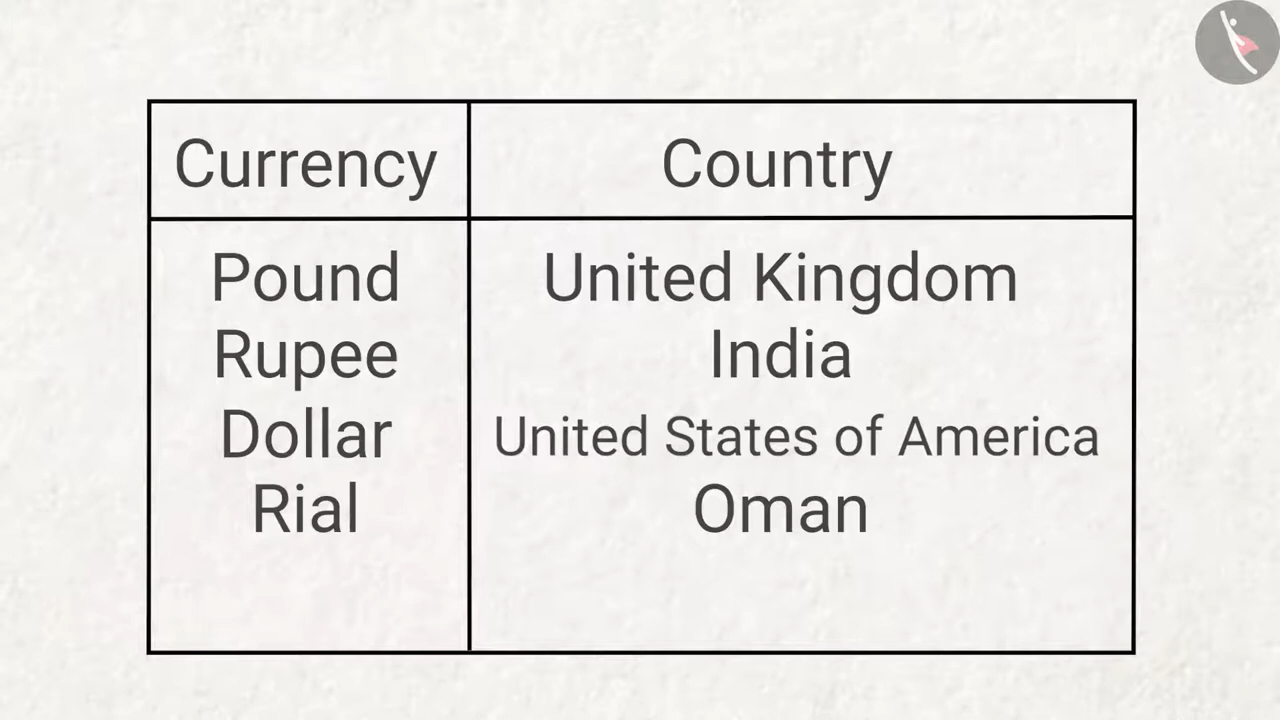 Currency Country
Pound United Kingdom
Rupee India
Dollar United States of America
Rial Oman